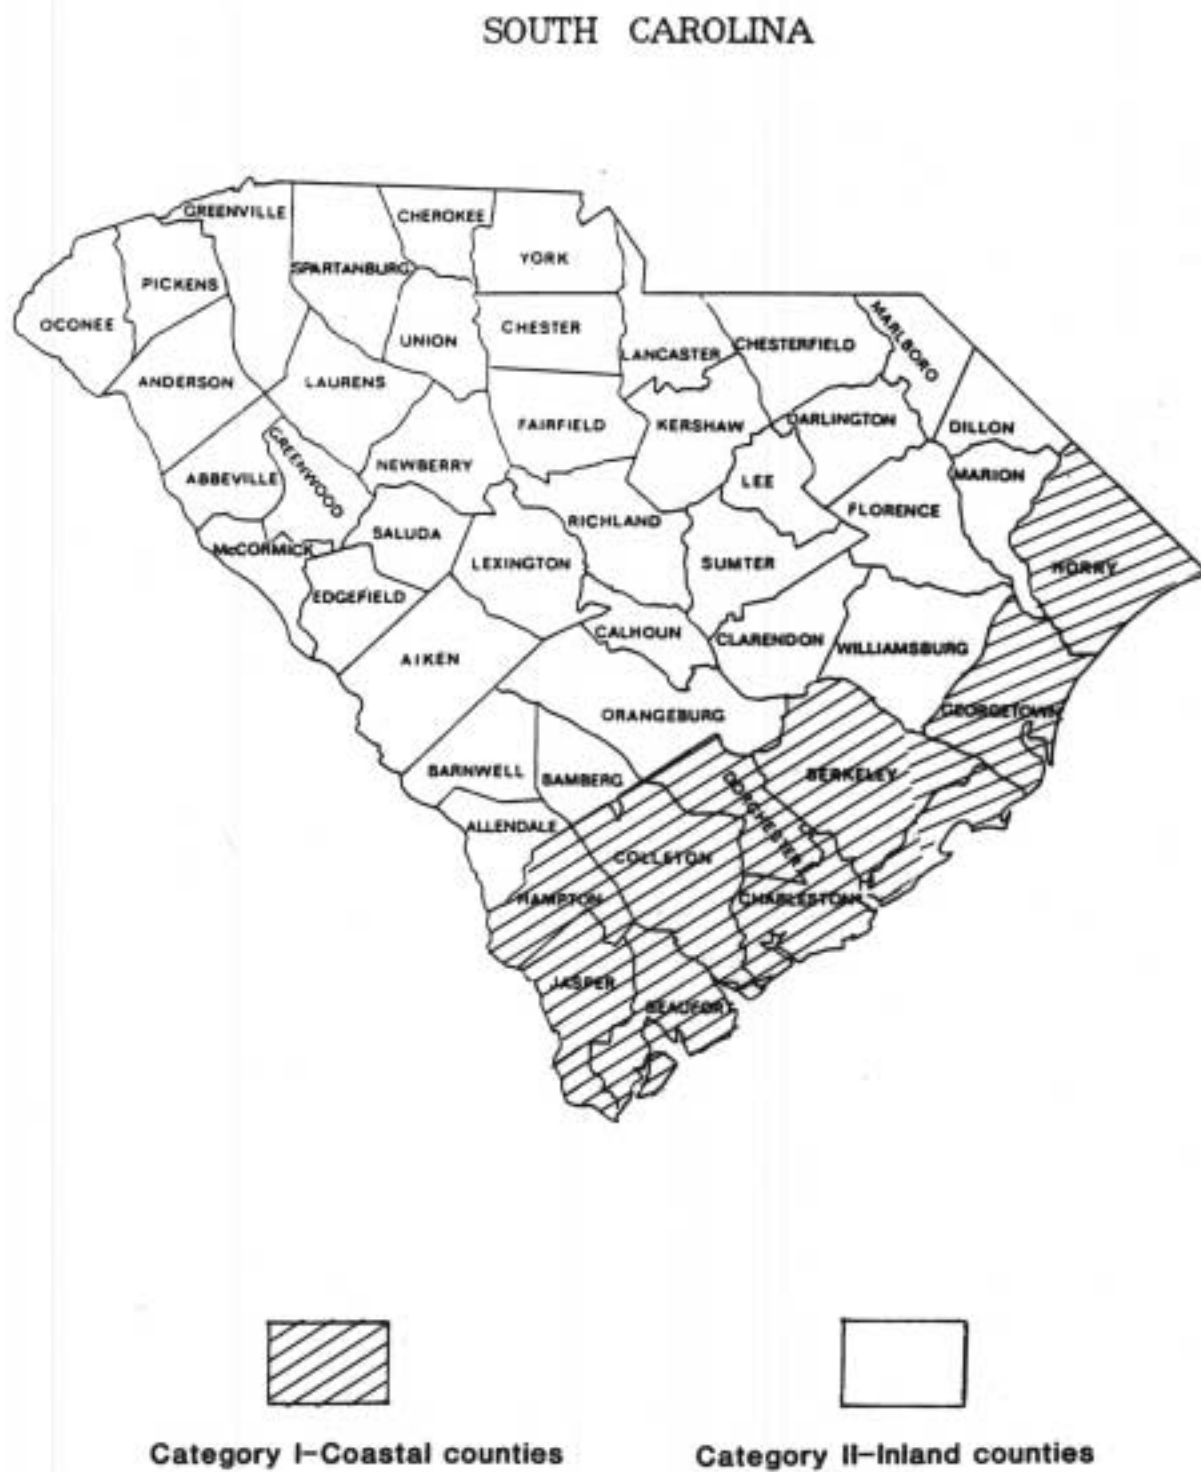 SOUTH CAROLINA
GREENVILLE
CHEROKEE
YORK
SPARTANBURG
PICKENS
OCONEE
UNION
CHESTER
LANCASTER
CHESTERFIELD
MARLBORO
ANDERSON
LAURENS
FAIRFIELD
KERSHAW
DARLINGTON
DILLON
ABBEVILLE
GREENWOOD
NEWBERRY
LEE
MARION
FLORENCE
RICHLAND
SALUDA
McCORMICK
LEXINGTON
SUMTER
HORRY
EDGEFIELD
CALHOUN
CLARENDON
WILLIAMSBURG
AIKEN
ORANGEBURG
GEORGETOWN
BARNWELL
BAMBERG
DORCHESTER
BERKELEY
ALLENDALE
COLLETON
HAMPTON
CHARLESTON
JASPER
BEAUFORT
Category I-Coastal counties
Category II-Inland counties